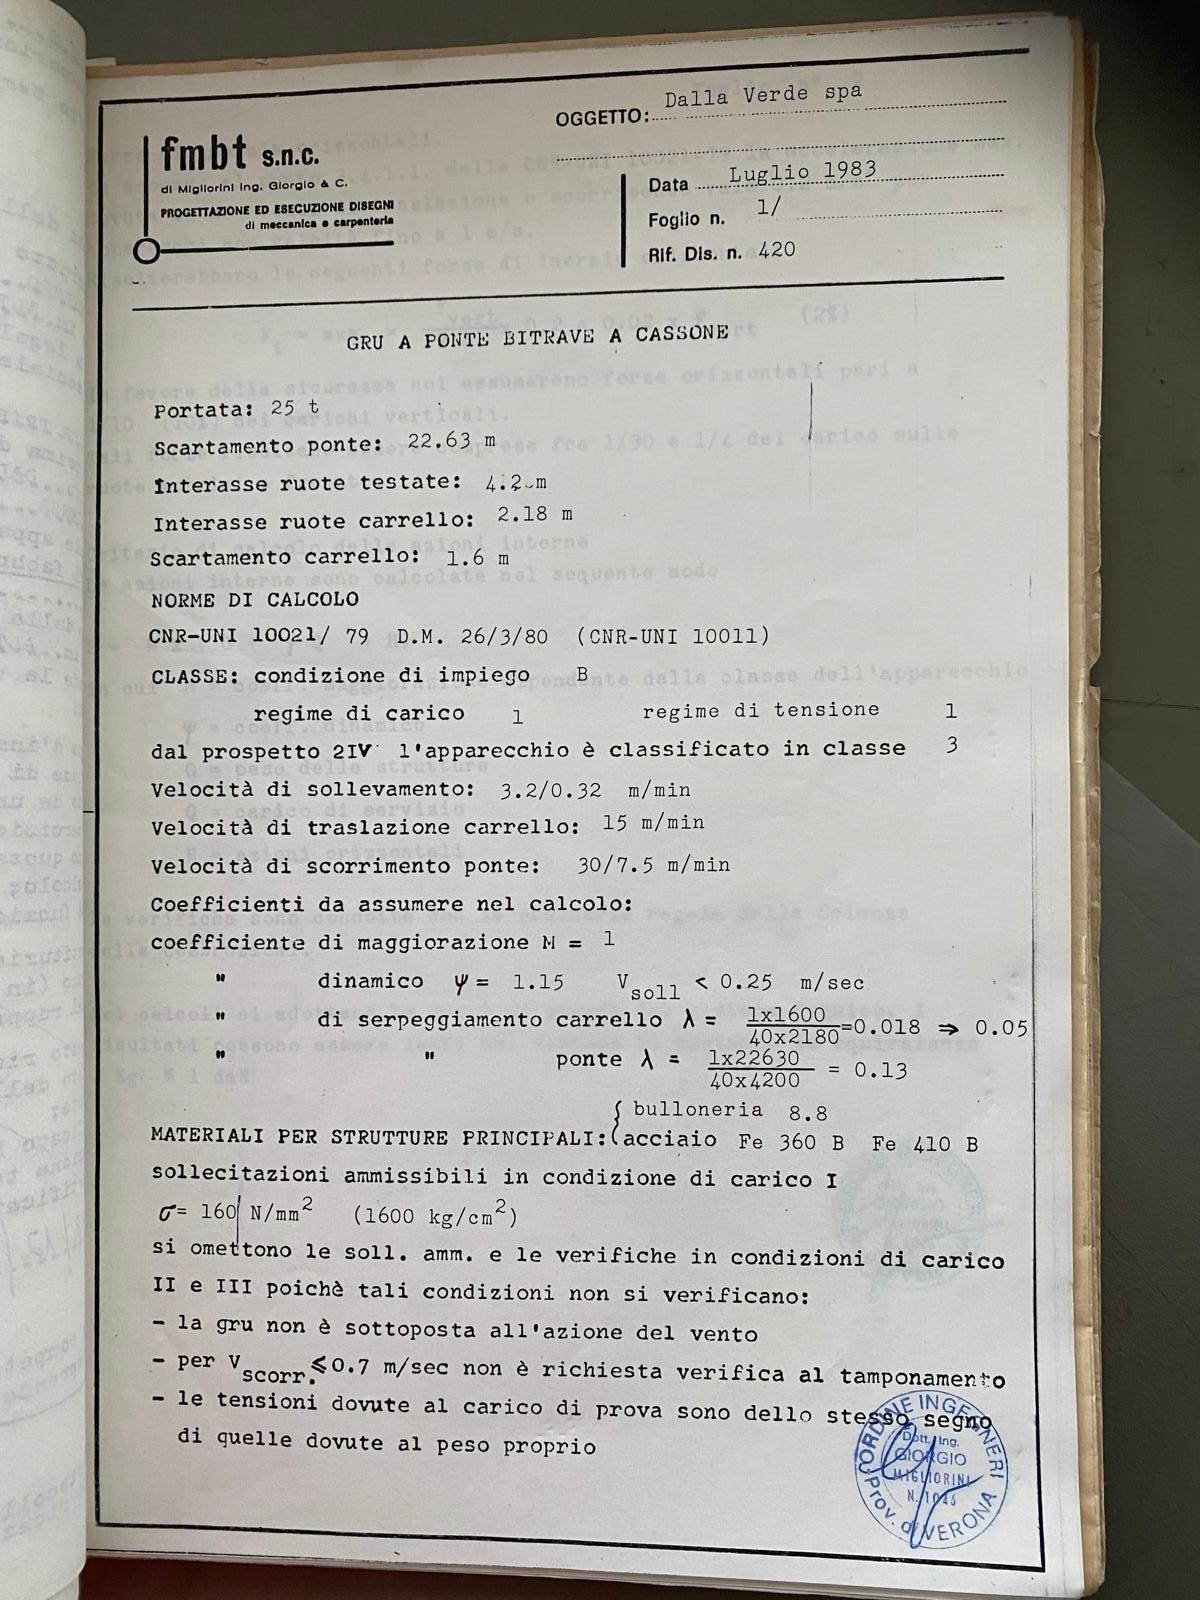 fmbt s.n.c.
di Migliorini Ing. Giorgio & C.
PROGETTAZIONE ED ESECUZIONE DISEGNI
di meccanica e carpenteria
OGGETTO: Dalla Verde spa
Data Luglio 1983
Foglio n. 1/
Rif. Dis. n. 420
GRU A PONTE BITRAVE A CASSONE
Portata: 25 t
Scartamento ponte: 22.63 m
Interasse ruote testate: 4.2 m
Interasse ruote carrello: 2.18 m
Scartamento carrello: 1.6 m
NORME DI CALCOLO
CNR-UNI 10021/ 79 D.M. 26/3/80 (CNR-UNI 10011)
CLASSE: condizione di impiego B
regime di carico 1 regime di tensione 1
dal prospetto 2IV l'apparecchio è classificato in classe 3
Velocità di sollevamento: 3.2/0.32 m/min
Velocità di traslazione carrello: 15 m/min
Velocità di scorrimento ponte: 30/7.5 m/min
Coefficienti da assumere nel calcolo:
coefficiente di maggiorazione M = 1
" dinamico ψ = 1.15 Vsoll < 0.25 m/sec
" di serpeggiamento carrello λ = 1x1600/40x2180 =0.018 ⇒ 0.05
" " ponte λ = 1x22630/40x4200 = 0.13
MATERIALI PER STRUTTURE PRINCIPALI: { bulloneria 8.8
acciaio Fe 360 B Fe 410 B
sollecitazioni ammissibili in condizione di carico I
σ= 160 N/mm² (1600 kg/cm²)
si omettono le soll. amm. e le verifiche in condizioni di carico
II e III poichè tali condizioni non si verificano:
- la gru non è sottoposta all'azione del vento
- per Vscorr. ≤ 0.7 m/sec non è richiesta verifica al tamponamento
- le tensioni dovute al carico di prova sono dello stesso segno
di quelle dovute al peso proprio
ORDINE INGEGNERI
Dott. Ing.
GIORGIO
MIGLIORINI
N. 1046
Prov. di VERONA